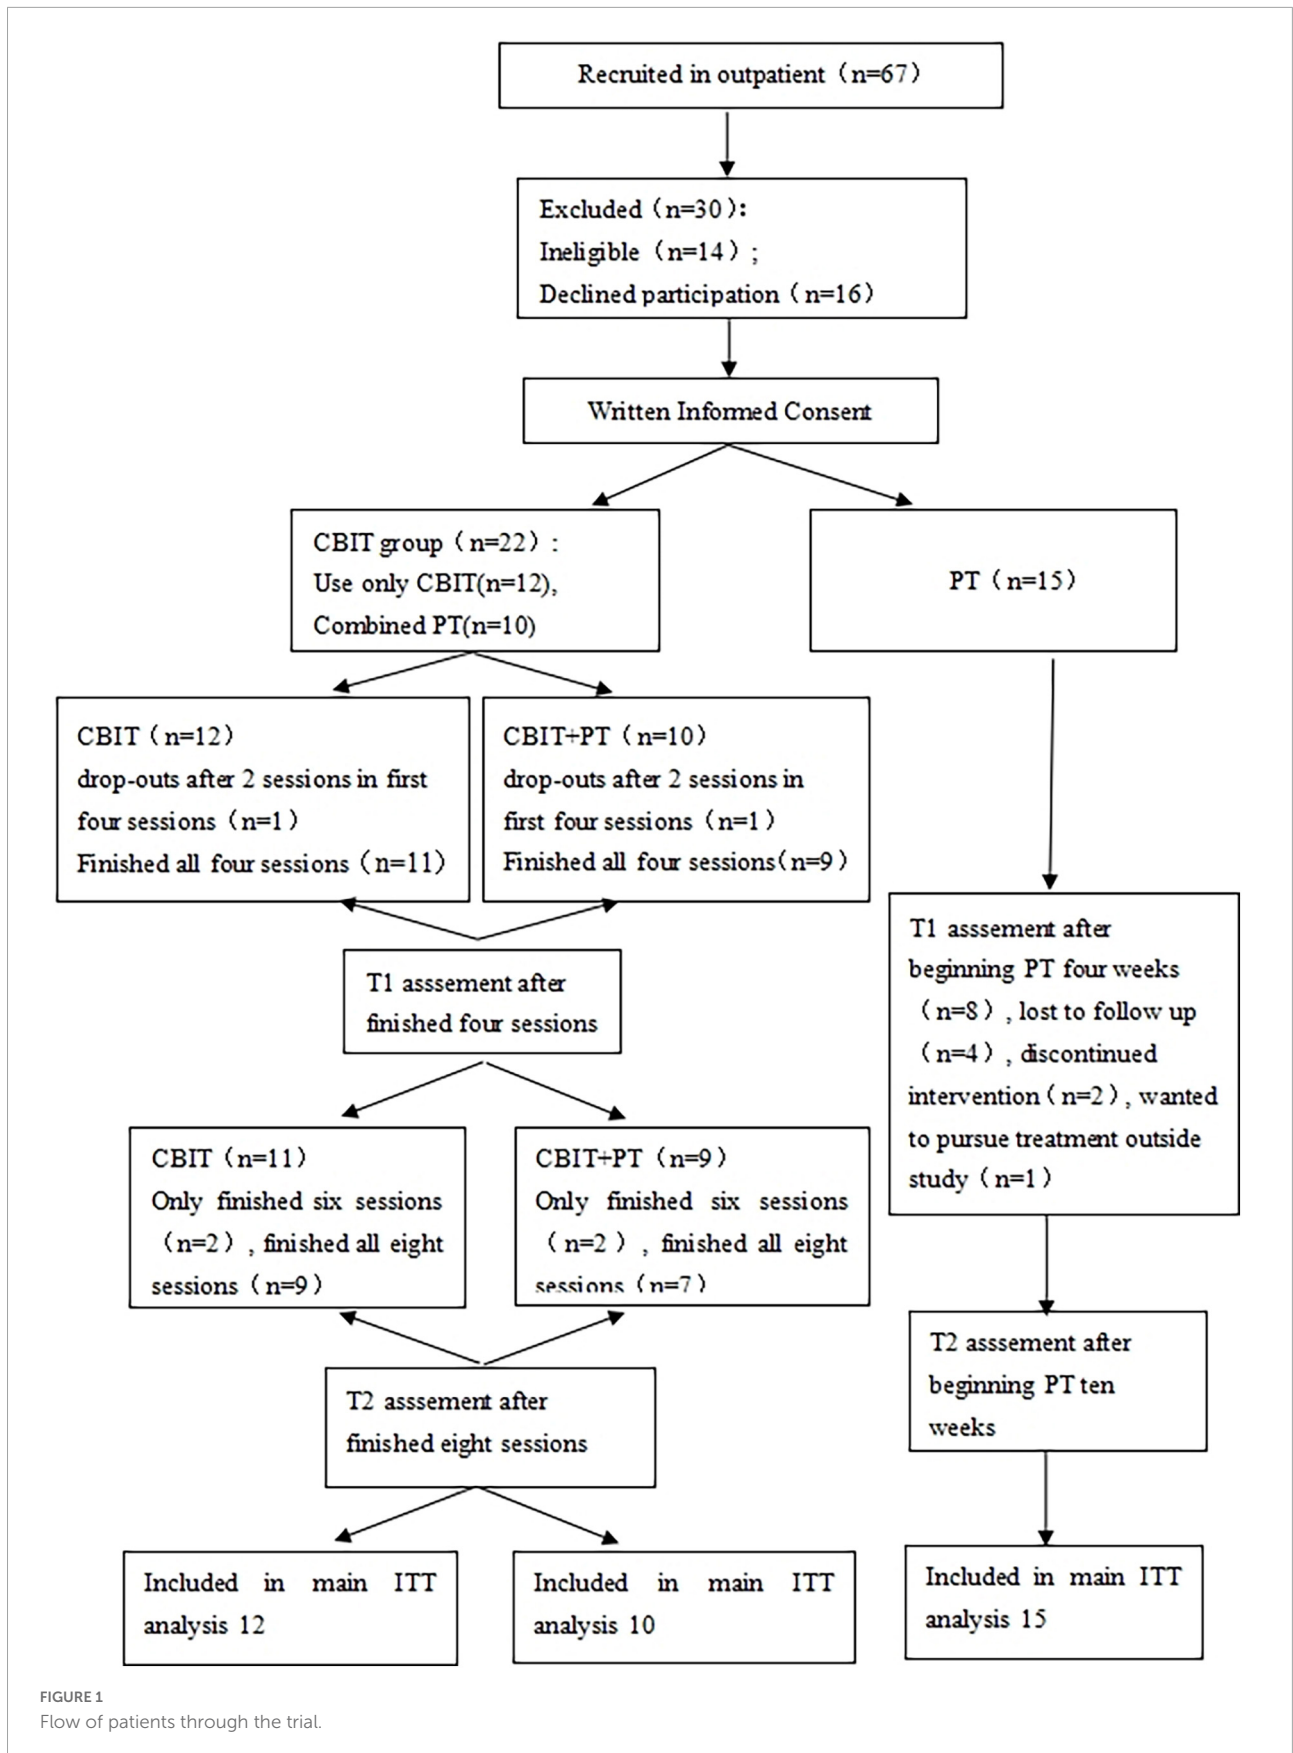 Recruited in outpatient（n=67）
Excluded（n=30）：
Ineligible（n=14）;
Declined participation（n=16）
Written Informed Consent
CBIT group（n=22）:
Use only CBIT(n=12),
Combined PT(n=10)
PT（n=15）
CBIT（n=12）
drop-outs after 2 sessions in first
four sessions（n=1）
Finished all four sessions（n=11）
CBIT+PT（n=10）
drop-outs after 2 sessions in
first four sessions（n=1）
Finished all four sessions(n=9）
T1 asssement after
finished four sessions
T1 asssement after
beginning PT four weeks
（n=8）, lost to follow up
（n=4）, discontinued
intervention（n=2）, wanted
to pursue treatment outside
study（n=1）
CBIT（n=11）
Only finished six sessions
（n=2）, finished all eight
sessions（n=9）
CBIT+PT（n=9）
Only finished six sessions
（n=2）, finished all eight
sessions（n=7）
T2 asssement after
finished eight sessions
T2 asssement after
beginning PT ten
weeks
Included in main ITT
analysis 12
Included in main ITT
analysis 10
Included in main ITT
analysis 15
FIGURE 1
Flow of patients through the trial.